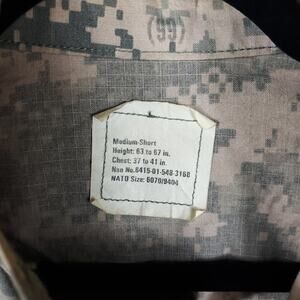 (99)
Medium-Short
Height: 63 to 67 in.
Chest: 37 to 41 in.
Nsn No.8415-01-548-3168
NATO Size: 6070/9404